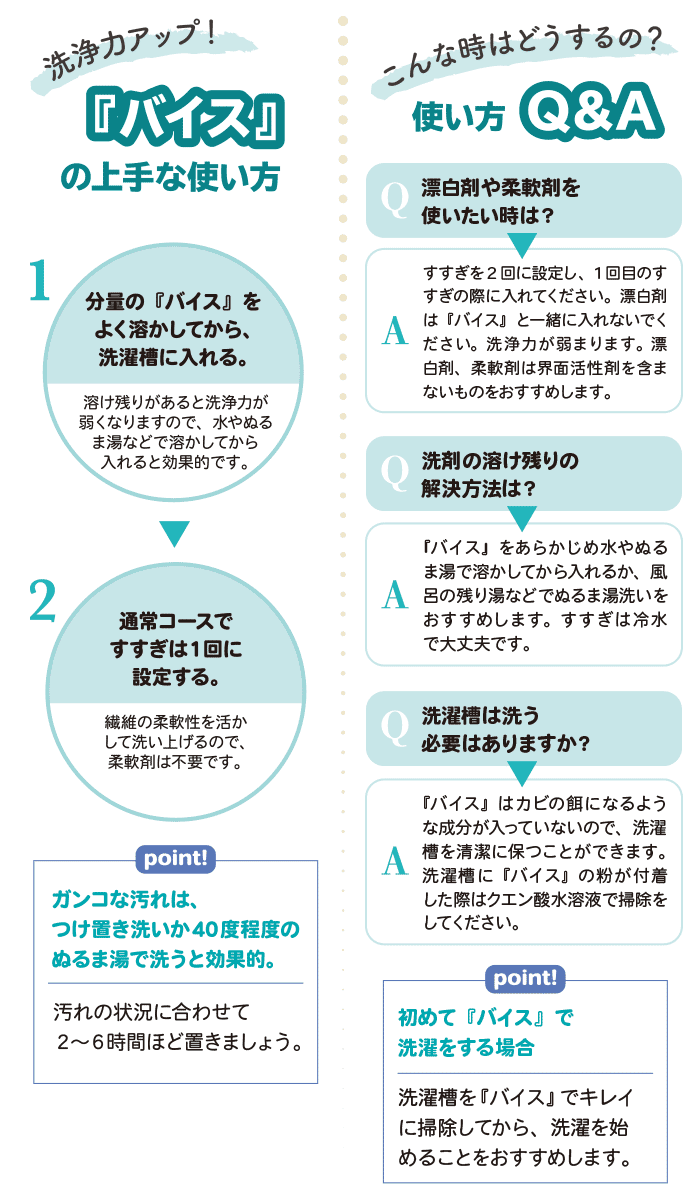 洗浄力アップ！
『バイス』
の上手な使い方
1
分量の『バイス』を
よく溶かしてから、
洗濯槽に入れる。
溶け残りがあると洗浄力が
弱くなりますので、水やぬる
ま湯などで溶かしてから
入れると効果的です。
2
通常コースで
すすぎは1回に
設定する。
繊維の柔軟性を活か
して洗い上げるので、
柔軟剤は不要です。
point!
ガンコな汚れは、
つけ置き洗いか40度程度の
ぬるま湯で洗うと効果的。
汚れの状況に合わせて
2〜6時間ほど置きましょう。
こんな時はどうするの？
使い方 Q&A
Q
漂白剤や柔軟剤を
使いたい時は？
A
すすぎを2回に設定し、1回目のす
すぎの際に入れてください。漂白剤
は『バイス』と一緒に入れないでく
ださい。洗浄力が弱まります。漂
白剤、柔軟剤は界面活性剤を含ま
ないものをおすすめします。
Q
洗剤の溶け残りの
解決方法は？
A
『バイス』をあらかじめ水やぬる
ま湯で溶かしてから入れるか、風
呂の残り湯などでぬるま湯洗いを
おすすめします。すすぎは冷水
で大丈夫です。
Q
洗濯槽は洗う
必要はありますか？
A
『バイス』はカビの餌になるよう
な成分が入っていないので、洗濯
槽を清潔に保つことができます。
洗濯槽に『バイス』の粉が付着
した際はクエン酸水溶液で掃除を
してください。
point!
初めて『バイス』で
洗濯をする場合
洗濯槽を『バイス』でキレイ
に掃除してから、洗濯を始
めることをおすすめします。